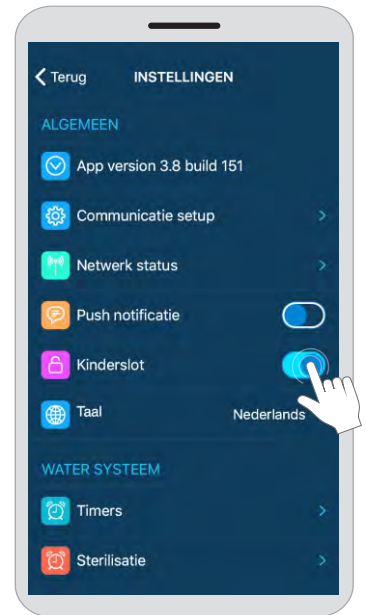 Terug INSTELLINGEN
ALGEMEEN
App version 3.8 build 151
Communicatie setup
Netwerk status
Push notificatie
Kinderslot
Taal Nederlands
WATER SYSTEEM
Timers
Sterilisatie